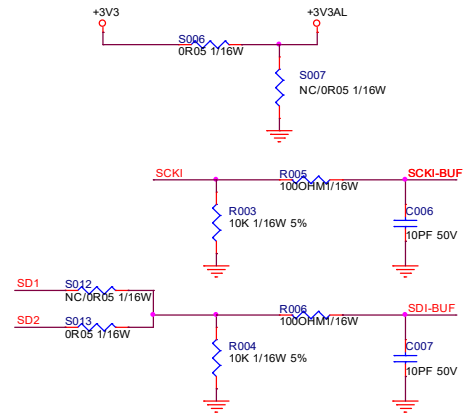 +3V3
+3V3AL
S006
0R05 1/16W
S007
NC/0R05 1/16W
SCKI
R005
100OHM1/16W
SCKI-BUF
R003
10K 1/16W 5%
C006
10PF 50V
SD1
S012
NC/0R05 1/16W
SD2
S013
0R05 1/16W
R006
100OHM1/16W
SDI-BUF
R004
10K 1/16W 5%
C007
10PF 50V